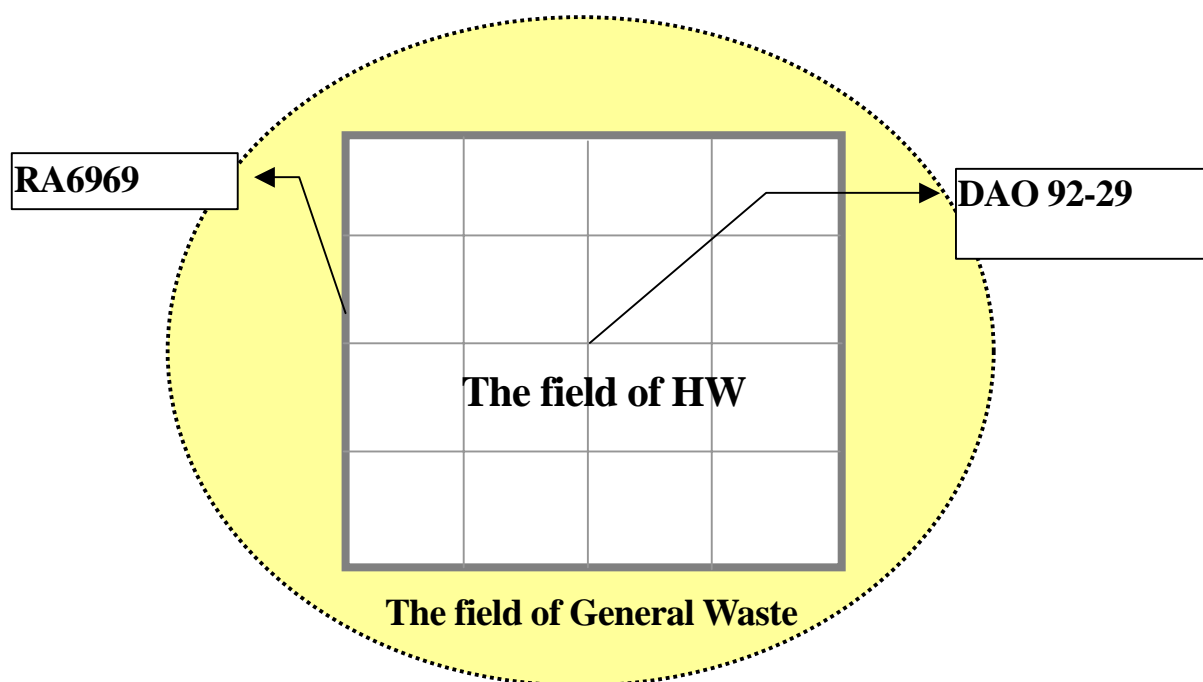 RA6969
DAO 92-29
The field of HW
The field of General Waste